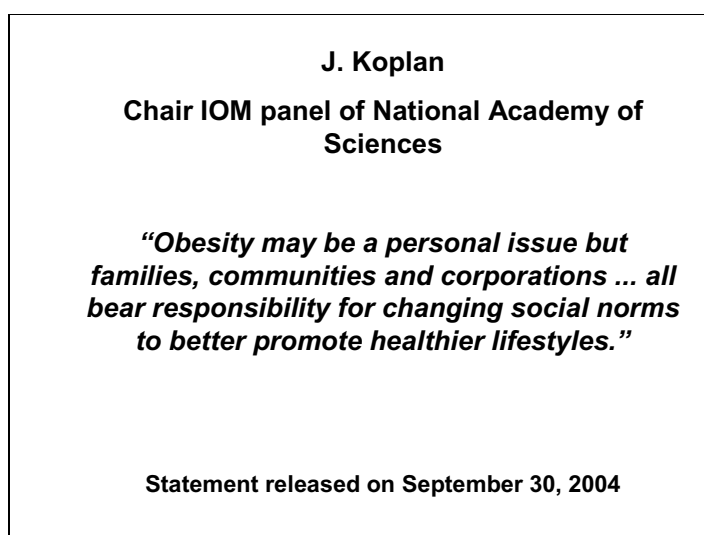 J. Koplan
Chair IOM panel of National Academy of
Sciences
“Obesity may be a personal issue but
families, communities and corporations ... all
bear responsibility for changing social norms
to better promote healthier lifestyles.”
Statement released on September 30, 2004